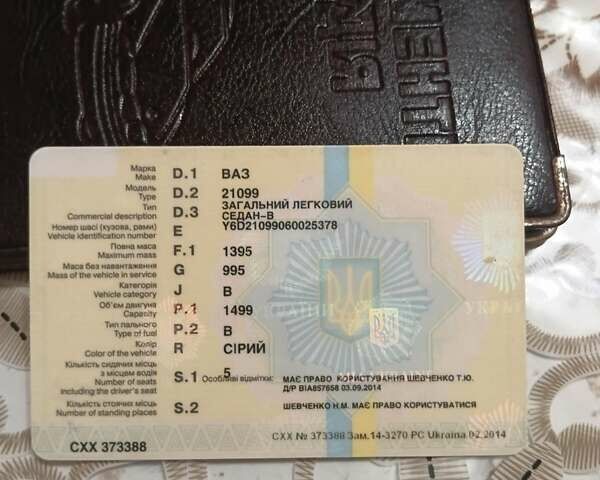 Марка D.1 ВАЗ
Make
Модель D.2 21099
Type
Тип D.3 ЗАГАЛЬНИЙ ЛЕГКОВИЙ
Commercial description СЕДАН-В
Номер шасі (кузова, рами) E Y6D21099060025378
Vehicle identification number
Повна маса F.1 1395
Maximum mass
Маса без навантаження G 995
Mass of the vehicle in service
Категорія J B
Vehicle category
Об'єм двигуна P.1 1499
Capacity
Тип пального P.2 B
Type of fuel
Колір R СІРИЙ
Color of the vehicle
Кількість сидячих місць S.1 5
з місцем водія Особливі відмітки: МАЄ ПРАВО КОРИСТУВАННЯ ШЕВЧЕНКО Т.Ю.
Number of seats Д/Р ВІА857658 03.09.2014
including the driver's seat
Кількість стоячих місць S.2 ШЕВЧЕНКО Н.М. МАЄ ПРАВО КОРИСТУВАТИСЯ
Number of standing places
СХХ 373388
СХХ № 373388 Зам.14-3270 PC Ukraina 02.2014